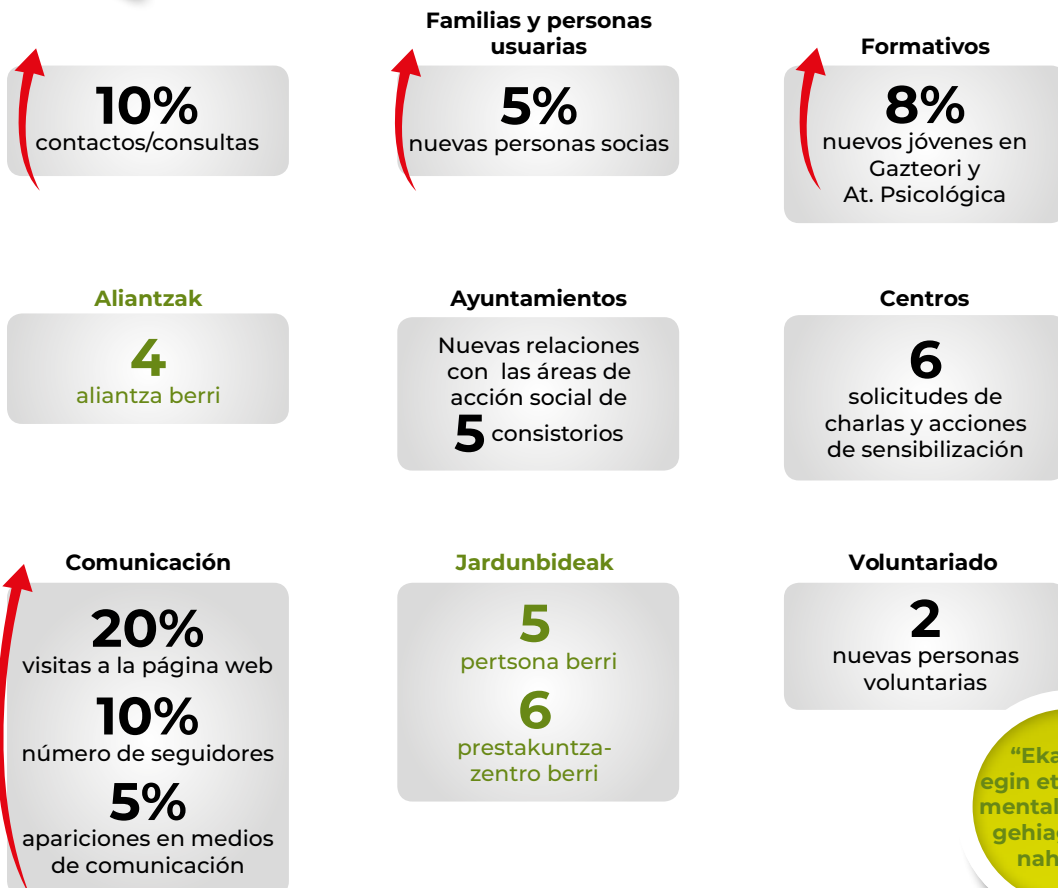 10%
contactos/consultas
Familias y personas
usuarias
5%
nuevas personas socias
Formativos
8%
nuevos jóvenes en
Gazteori y
At. Psicológica
Aliantzak
4
aliantza berri
Ayuntamientos
Nuevas relaciones
con las áreas de
acción social de
5 consistorios
Centros
6
solicitudes de
charlas y acciones
de sensibilización
Comunicación
20%
visitas a la página web
10%
número de seguidores
5%
apariciones en medios
de comunicación
Jardunbideak
5
pertsona berri
6
prestakuntza-
zentro berri
Voluntariado
2
nuevas personas
voluntarias
egin